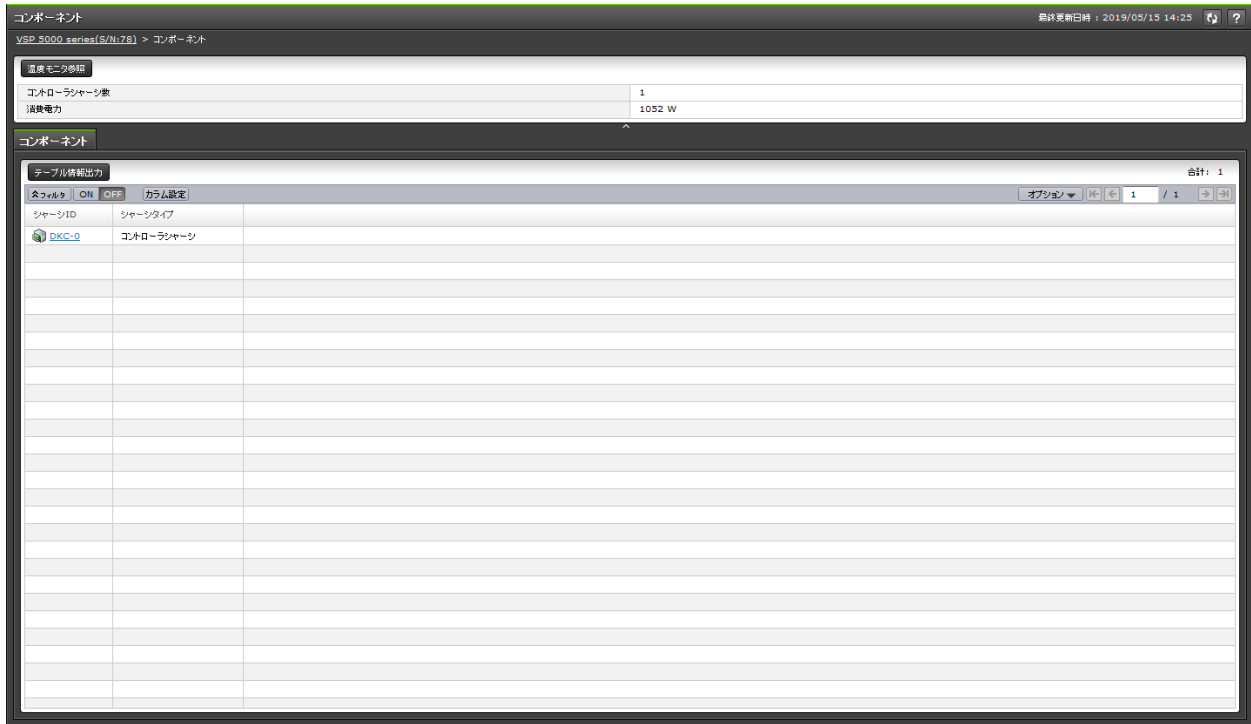 コンポーネント 最終更新日時 : 2019/05/15 14:25 ?
VSP 5000 series(S/N:78) > コンポーネント
温度モニタ参照
コントローラシャーシ数 1
消費電力 1052 W
コンポーネント
テーブル情報出力 合計: 1
フィルタ ON OFF カラム設定 オプション 1 / 1
シャーシID シャーシタイプ
DKC-0 コントローラシャーシ